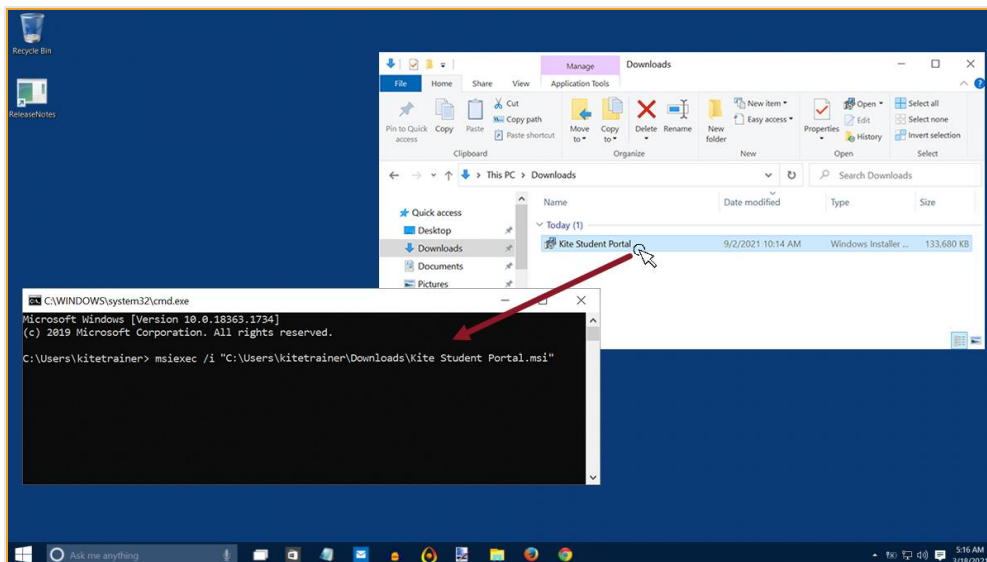 Recycle Bin
ReleaseNotes
Manage Downloads
File Home Share View Application Tools
Pin to Quick access
Copy
Paste
Cut
Copy path
Paste shortcut
Clipboard
Move to
Copy to
Delete
Rename
Organize
New folder
New item
Easy access
New
Properties
Open
Edit
History
Open
Select all
Select none
Invert selection
Select
This PC > Downloads
Search Downloads
Name Date modified Type Size
Quick access
Desktop
Downloads
Documents
Pictures
Today (1)
Kite Student Portal 9/2/2021 10:14 AM Windows Installer ... 133,680 KB
C:\WINDOWS\system32\cmd.exe
Microsoft Windows [Version 10.0.18363.1734]
(c) 2019 Microsoft Corporation. All rights reserved.
C:\Users\kitetrainer> msiexec /i "C:\Users\kitetrainer\Downloads\Kite Student Portal.msi"
Ask me anything
5:16 AM
3/18/2021